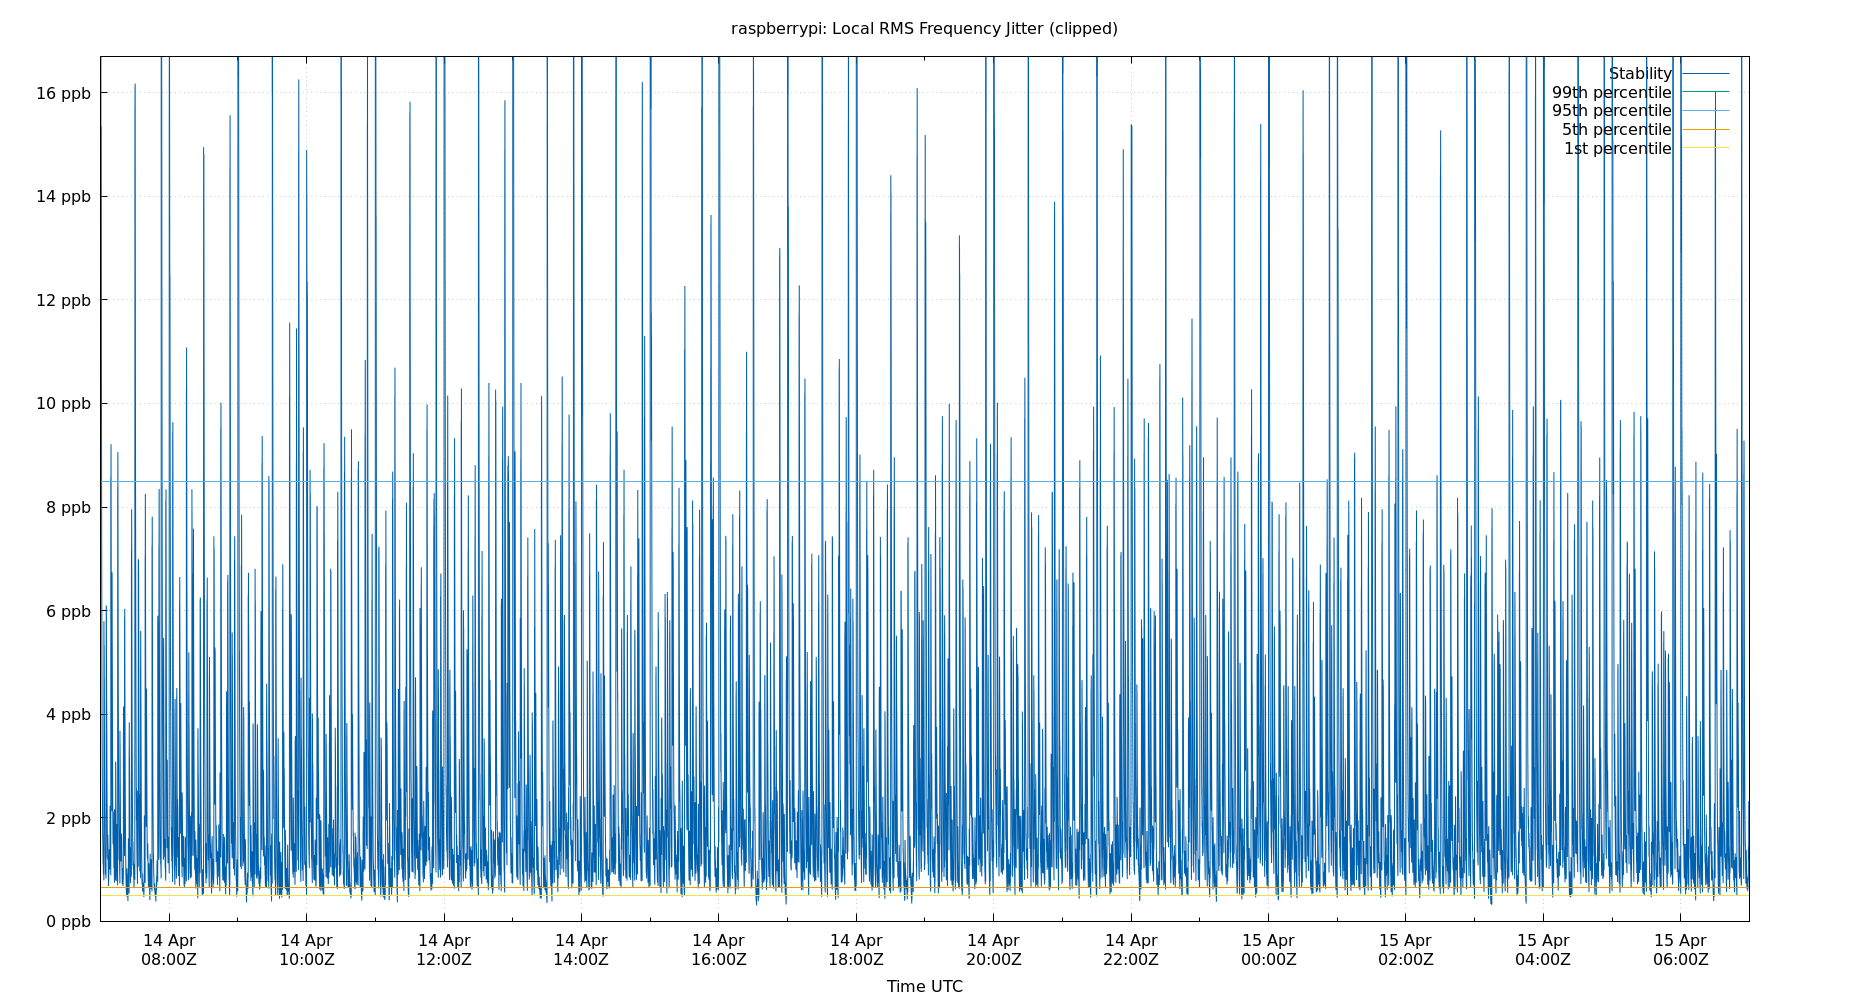 raspberrypi: Local RMS Frequency Jitter (clipped)
Stability
99th percentile
95th percentile
5th percentile
1st percentile
16 ppb
14 ppb
12 ppb
10 ppb
8 ppb
6 ppb
4 ppb
2 ppb
0 ppb
14 Apr 14 Apr 14 Apr 14 Apr 14 Apr 14 Apr 14 Apr 14 Apr 15 Apr 15 Apr 15 Apr 15 Apr
08:00Z 10:00Z 12:00Z 14:00Z 16:00Z 18:00Z 20:00Z 22:00Z 00:00Z 02:00Z 04:00Z 06:00Z
Time UTC